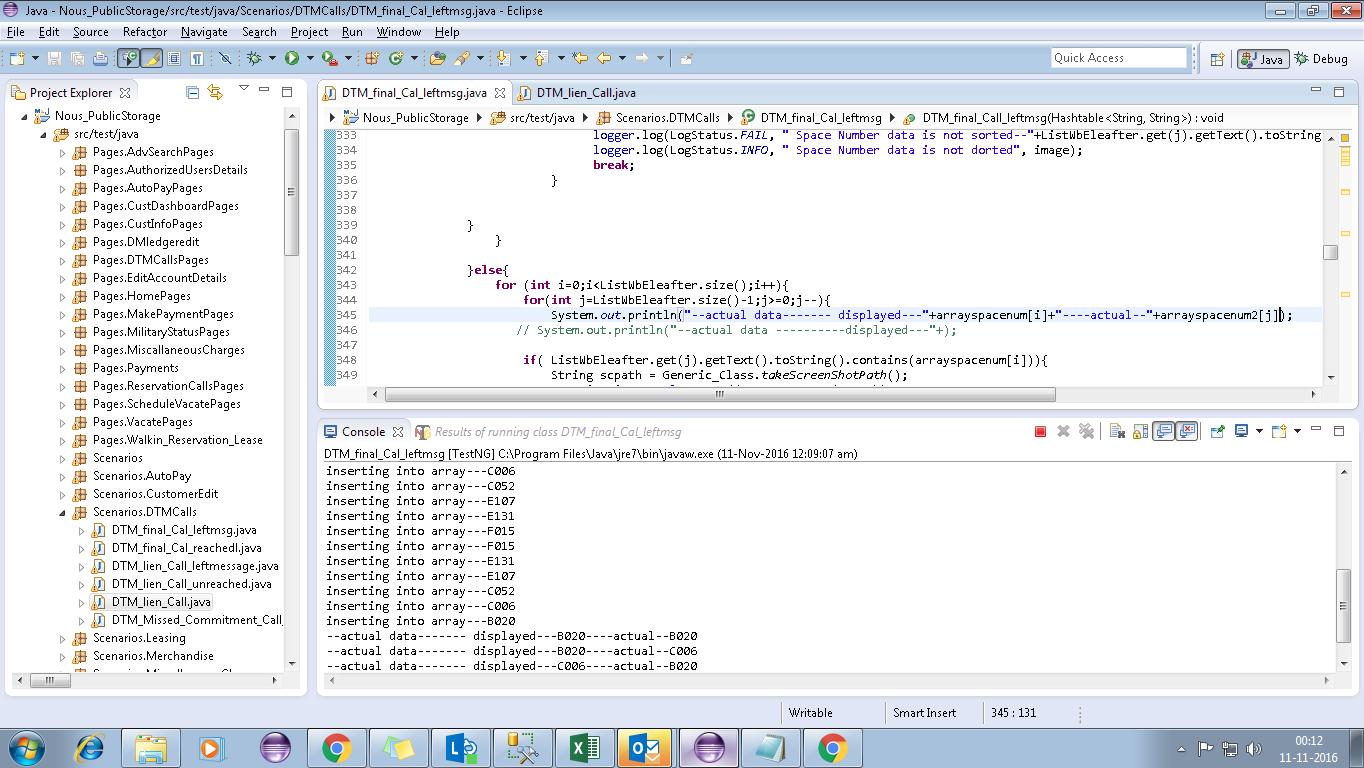 Java - Nous_PublicStorage/src/test/java/Scenarios/DTMCalls/DTM_final_Cal_leftmsg.java - Eclipse
File Edit Source Refactor Navigate Search Project Run Window Help
Quick Access
Java
Debug
Project Explorer
Nous_PublicStorage
src/test/java
Pages.AdvSearchPages
Pages.AuthorizedUsersDetails
Pages.AutoPayPages
Pages.CustDashboardPages
Pages.CustInfoPages
Pages.DMledgeredit
Pages.DTMCallsPages
Pages.EditAccountDetails
Pages.HomePages
Pages.MakePaymentPages
Pages.MilitaryStatusPages
Pages.MiscallaneousCharges
Pages.Payments
Pages.ReservationCallsPages
Pages.ScheduleVacatePages
Pages.VacatePages
Pages.Walkin_Reservation_Lease
Scenarios
Scenarios.AutoPay
Scenarios.CustomerEdit
Scenarios.DTMCalls
DTM_final_Cal_leftmsg.java
DTM_final_Cal_reachedl.java
DTM_lien_Call_leftmessage.java
DTM_lien_Call_unreached.java
DTM_lien_Call.java
DTM_Missed_Commitment_Call_
Scenarios.Leasing
Scenarios.Merchandise
DTM_final_Cal_leftmsg.java
DTM_lien_Call.java
Nous_PublicStorage src/test/java Scenarios.DTMCalls DTM_final_Cal_leftmsg DTM_final_Call_leftmsg(Hashtable<String, String>) : void
333 logger.log(LogStatus.FAIL, " Space Number data is not sorted--"+ListWbEleafter.get(j).getText().toString
334 logger.log(LogStatus.INFO, " Space Number data is not dorted", image);
335 break;
336 }
337
338
339 }
340 }
341
342 }else{
343 for (int i=0;i<ListWbEleafter.size();i++){
344 for(int j=ListWbEleafter.size()-1;j>=0;j--){
345 System.out.println("--actual data------- displayed---"+arrayspacenum[i]+"----actual--"+arrayspacenum2[j]);
346 // System.out.println("--actual data ----------displayed---"+);
347
348 if( ListWbEleafter.get(j).getText().toString().contains(arrayspacenum[i])){
349 String scpath = Generic_Class.takeScreenShotPath();
Console
Results of running class DTM_final_Cal_leftmsg
DTM_final_Cal_leftmsg [TestNG] C:\Program Files\Java\jre7\bin\javaw.exe (11-Nov-2016 12:09:07 am)
inserting into array---C006
inserting into array---C052
inserting into array---E107
inserting into array---E131
inserting into array---F015
inserting into array---F015
inserting into array---E131
inserting into array---E107
inserting into array---C052
inserting into array---C006
inserting into array---B020
--actual data------- displayed---B020----actual--B020
--actual data------- displayed---B020----actual--C006
--actual data------- displayed---C006----actual--B020
Writable
Smart Insert
345 : 131
00:12
11-11-2016